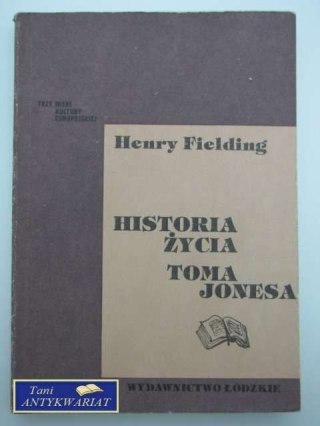 TRZY WIEKI
KULTURY
EUROPEJSKIEJ
Henry Fielding
HISTORIA
ŻYCIA
TOMA
JONESA
WYDAWNICTWO ŁÓDZKIE
Tani
ANTYKWARIAT